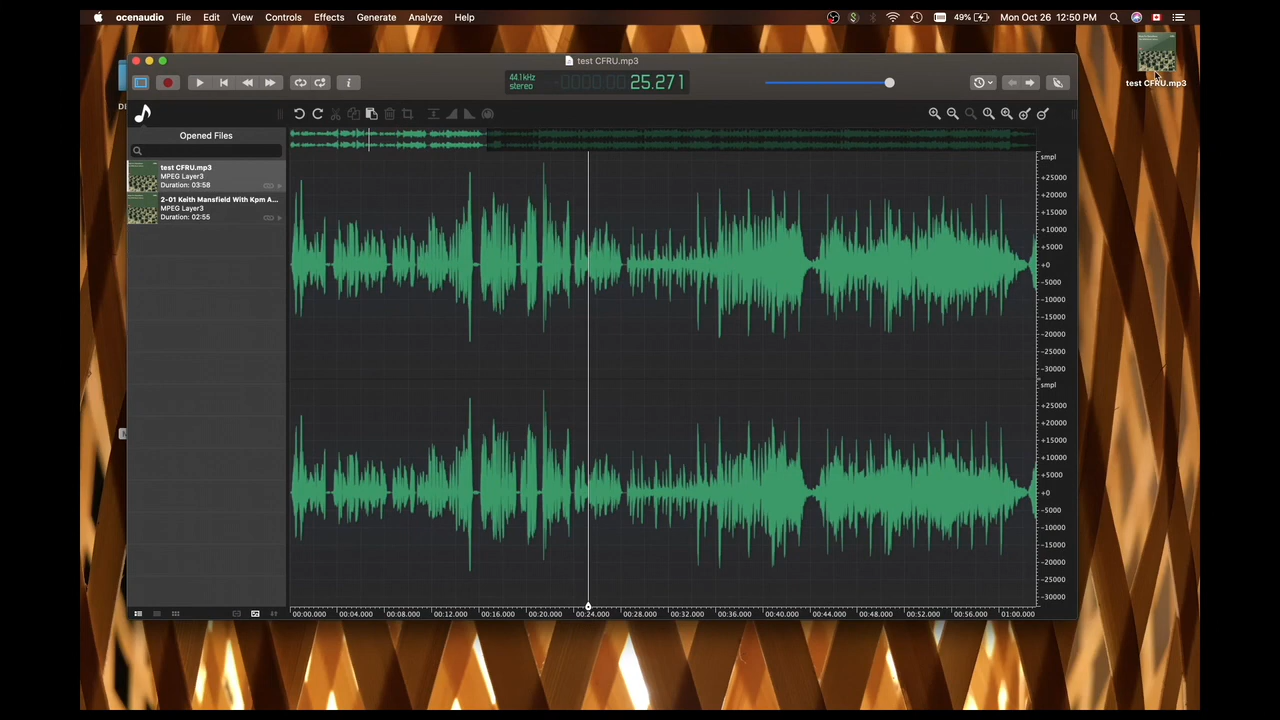 ocenaudio File Edit View Controls Effects Generate Analyze Help 49% Mon Oct 26 12:50 PM
test CFRU.mp3
44.1kHz
stereo
-000000 25.271
test CFRU.mp3
Opened Files
test CFRU.mp3
MPEG Layer3
Duration: 03:58
2-01 Keith Mansfield With Kpm A...
MPEG Layer3
Duration: 02:55
smpl
+25000
+20000
+15000
+10000
+5000
+0
-5000
-10000
-15000
-20000
-25000
-30000
smpl
+25000
+20000
+15000
+10000
+5000
+0
-5000
-10000
-15000
-20000
-25000
-30000
00:00.000 00:04.000 00:08.000 00:12.000 00:16.000 00:20.000 00:24.000 00:28.000 00:32.000 00:36.000 00:40.000 00:44.000 00:48.000 00:52.000 00:56.000 01:00.000